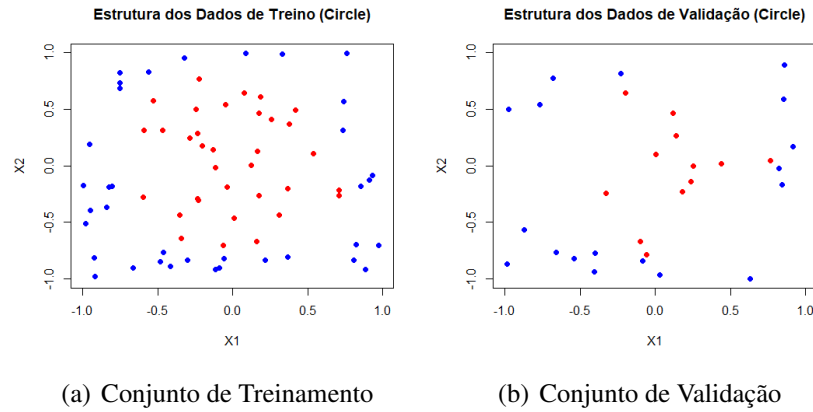 Estrutura dos Dados de Treino (Circle)
X2
1.0
0.5
0.0
-0.5
-1.0
-1.0 -0.5 0.0 0.5 1.0
X1
(a) Conjunto de Treinamento
Estrutura dos Dados de Validação (Circle)
X2
1.0
0.5
0.0
-0.5
-1.0
-1.0 -0.5 0.0 0.5 1.0
X1
(b) Conjunto de Validação